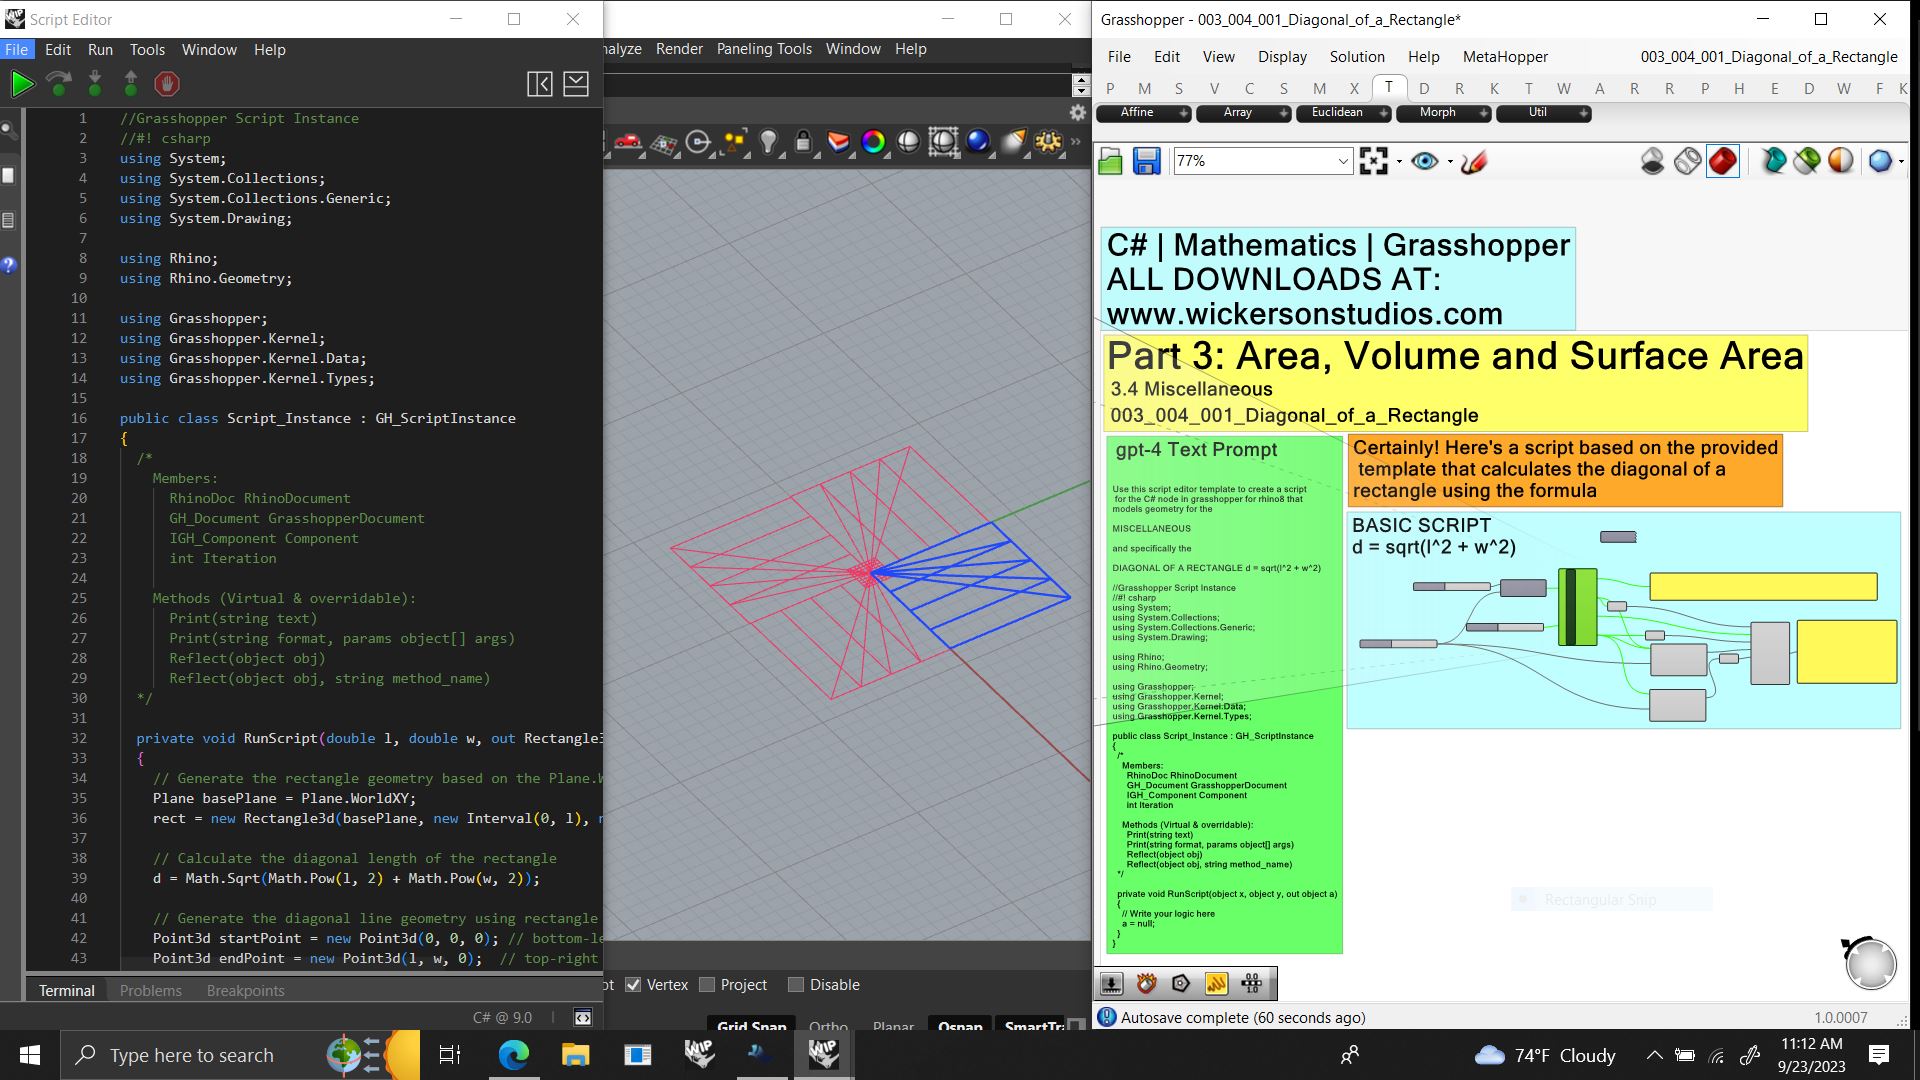 Script Editor
File Edit Run Tools Window Help
1 //Grasshopper Script Instance
2 //#! csharp
3 using System;
4 using System.Collections;
5 using System.Collections.Generic;
6 using System.Drawing;
7
8 using Rhino;
9 using Rhino.Geometry;
10
11 using Grasshopper;
12 using Grasshopper.Kernel;
13 using Grasshopper.Kernel.Data;
14 using Grasshopper.Kernel.Types;
15
16 public class Script_Instance : GH_ScriptInstance
17 {
18 /*
19 Members:
20 RhinoDoc RhinoDocument
21 GH_Document GrasshopperDocument
22 IGH_Component Component
23 int Iteration
24
25 Methods (Virtual & overridable):
26 Print(string text)
27 Print(string format, params object[] args)
28 Reflect(object obj)
29 Reflect(object obj, string method_name)
30 */
31
32 private void RunScript(double l, double w, out Rectangle3
33 {
34 // Generate the rectangle geometry based on the Plane.W
35 Plane basePlane = Plane.WorldXY;
36 rect = new Rectangle3d(basePlane, new Interval(0, l), n
37
38 // Calculate the diagonal length of the rectangle
39 d = Math.Sqrt(Math.Pow(l, 2) + Math.Pow(w, 2));
40
41 // Generate the diagonal line geometry using rectangle
42 Point3d startPoint = new Point3d(0, 0, 0); // bottom-le
43 Point3d endPoint = new Point3d(l, w, 0); // top-right
Terminal Problems Breakpoints
C# @ 9.0
nalyze Render Paneling Tools Window Help
pt Vertex Project Disable
Grid Snap Ortho Planar Osnap SmartTra
Grasshopper - 003_004_001_Diagonal_of_a_Rectangle*
File Edit View Display Solution Help MetaHopper 003_004_001_Diagonal_of_a_Rectangle
P M S V C S M X T D R K T W A R R P H E D W F K
Affine Array Euclidean Morph Util
77%
C# | Mathematics | Grasshopper
ALL DOWNLOADS AT:
www.wickersonstudios.com
Part 3: Area, Volume and Surface Area
3.4 Miscellaneous
003_004_001_Diagonal_of_a_Rectangle
gpt-4 Text Prompt
Use this script editor template to create a script
for the C# node in grasshopper for rhino8 that
models geometry for the
MISCELLANEOUS
and specifically the
DIAGONAL OF A RECTANGLE d = sqrt(l^2 + w^2)
//Grasshopper Script Instance
//#! csharp
using System;
using System.Collections;
using System.Collections.Generic;
using System.Drawing;
using Rhino;
using Rhino.Geometry;
using Grasshopper;
using Grasshopper.Kernel;
using Grasshopper.Kernel.Data;
using Grasshopper.Kernel.Types;
public class Script_Instance : GH_ScriptInstance
{
/*
Members:
RhinoDoc RhinoDocument
GH_Document GrasshopperDocument
IGH_Component Component
int Iteration
Methods (Virtual & overridable):
Print(string text)
Print(string format, params object[] args)
Reflect(object obj)
Reflect(object obj, string method_name)
*/
private void RunScript(object x, object y, out object a)
{
// Write your logic here
a = null;
}
}
Certainly! Here's a script based on the provided
template that calculates the diagonal of a
rectangle using the formula
BASIC SCRIPT
d = sqrt(l^2 + w^2)
Rectangular Snip
Autosave complete (60 seconds ago)
1.0.0007
Type here to search
WIP
WIP
74°F Cloudy
11:12 AM
9/23/2023